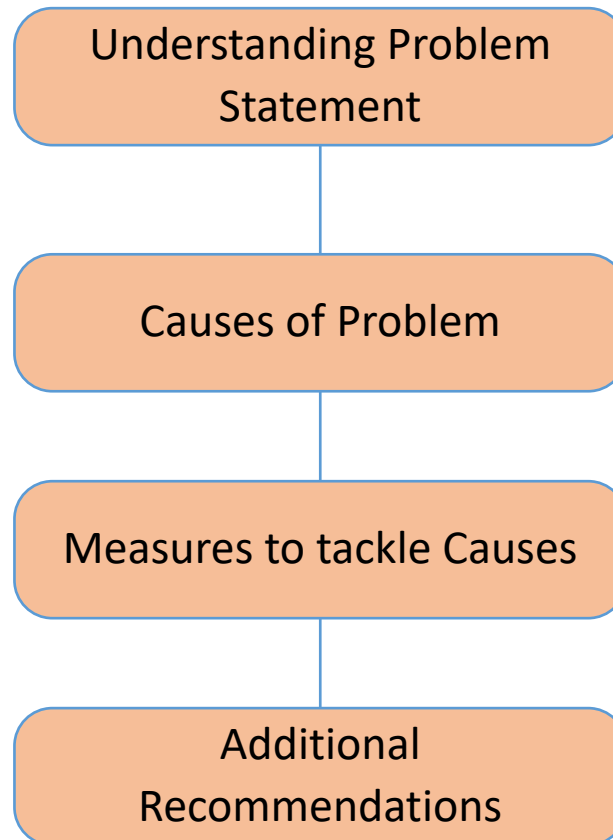 Understanding Problem
Statement
Causes of Problem
Measures to tackle Causes
Additional
Recommendations